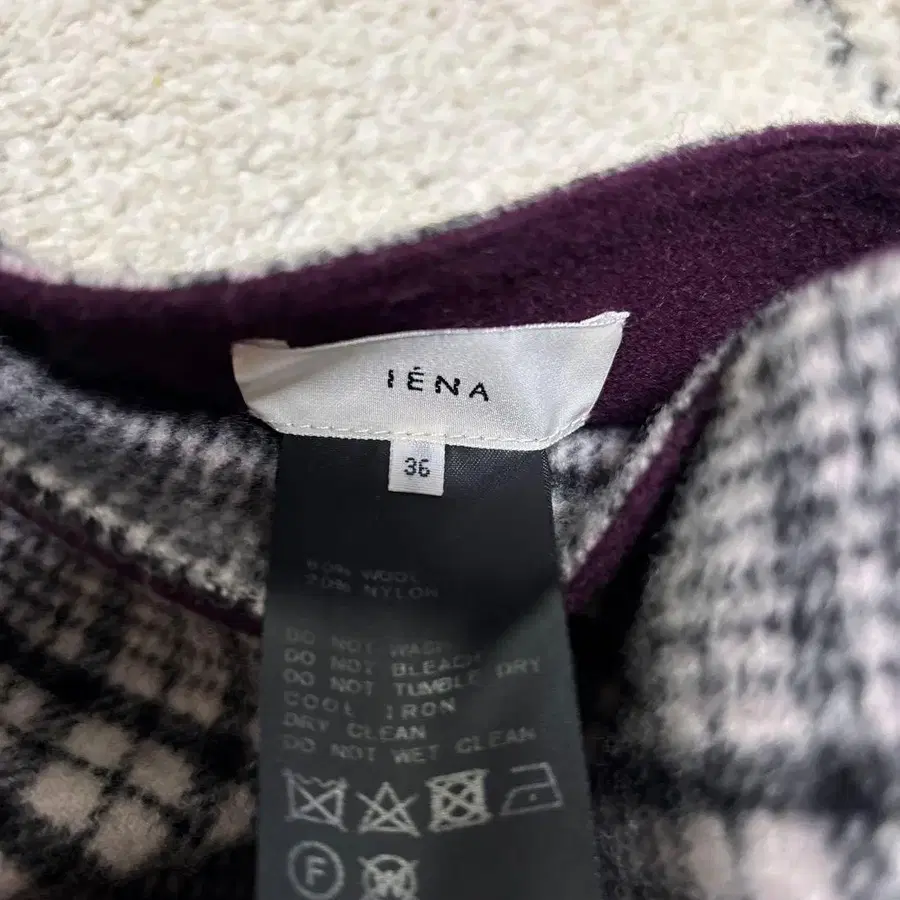 IÉNA
36
80% WOOL
20% NYLON
DO NOT WASH
DO NOT BLEACH
DO NOT TUMBLE DRY
COOL IRON
DRY CLEAN
DO NOT WET CLEAN
F
W